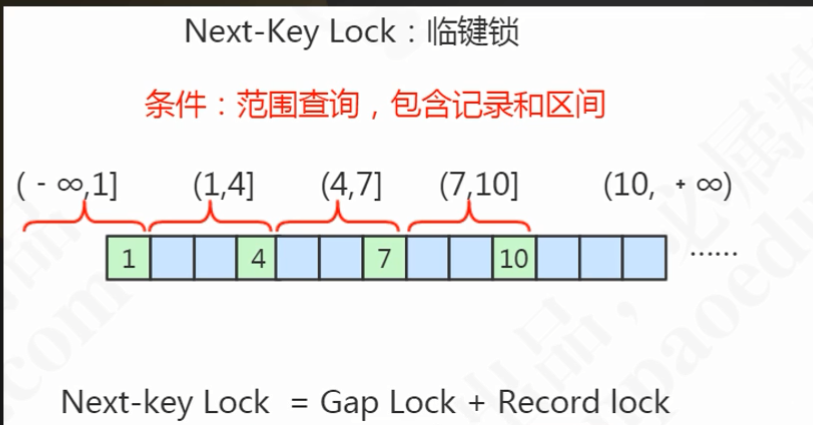 Next-Key Lock：临键锁
条件：范围查询，包含记录和区间
( - ∞,1] (1,4] (4,7] (7,10] (10, + ∞)
1 4 7 10 ……
Next-key Lock = Gap Lock + Record lock